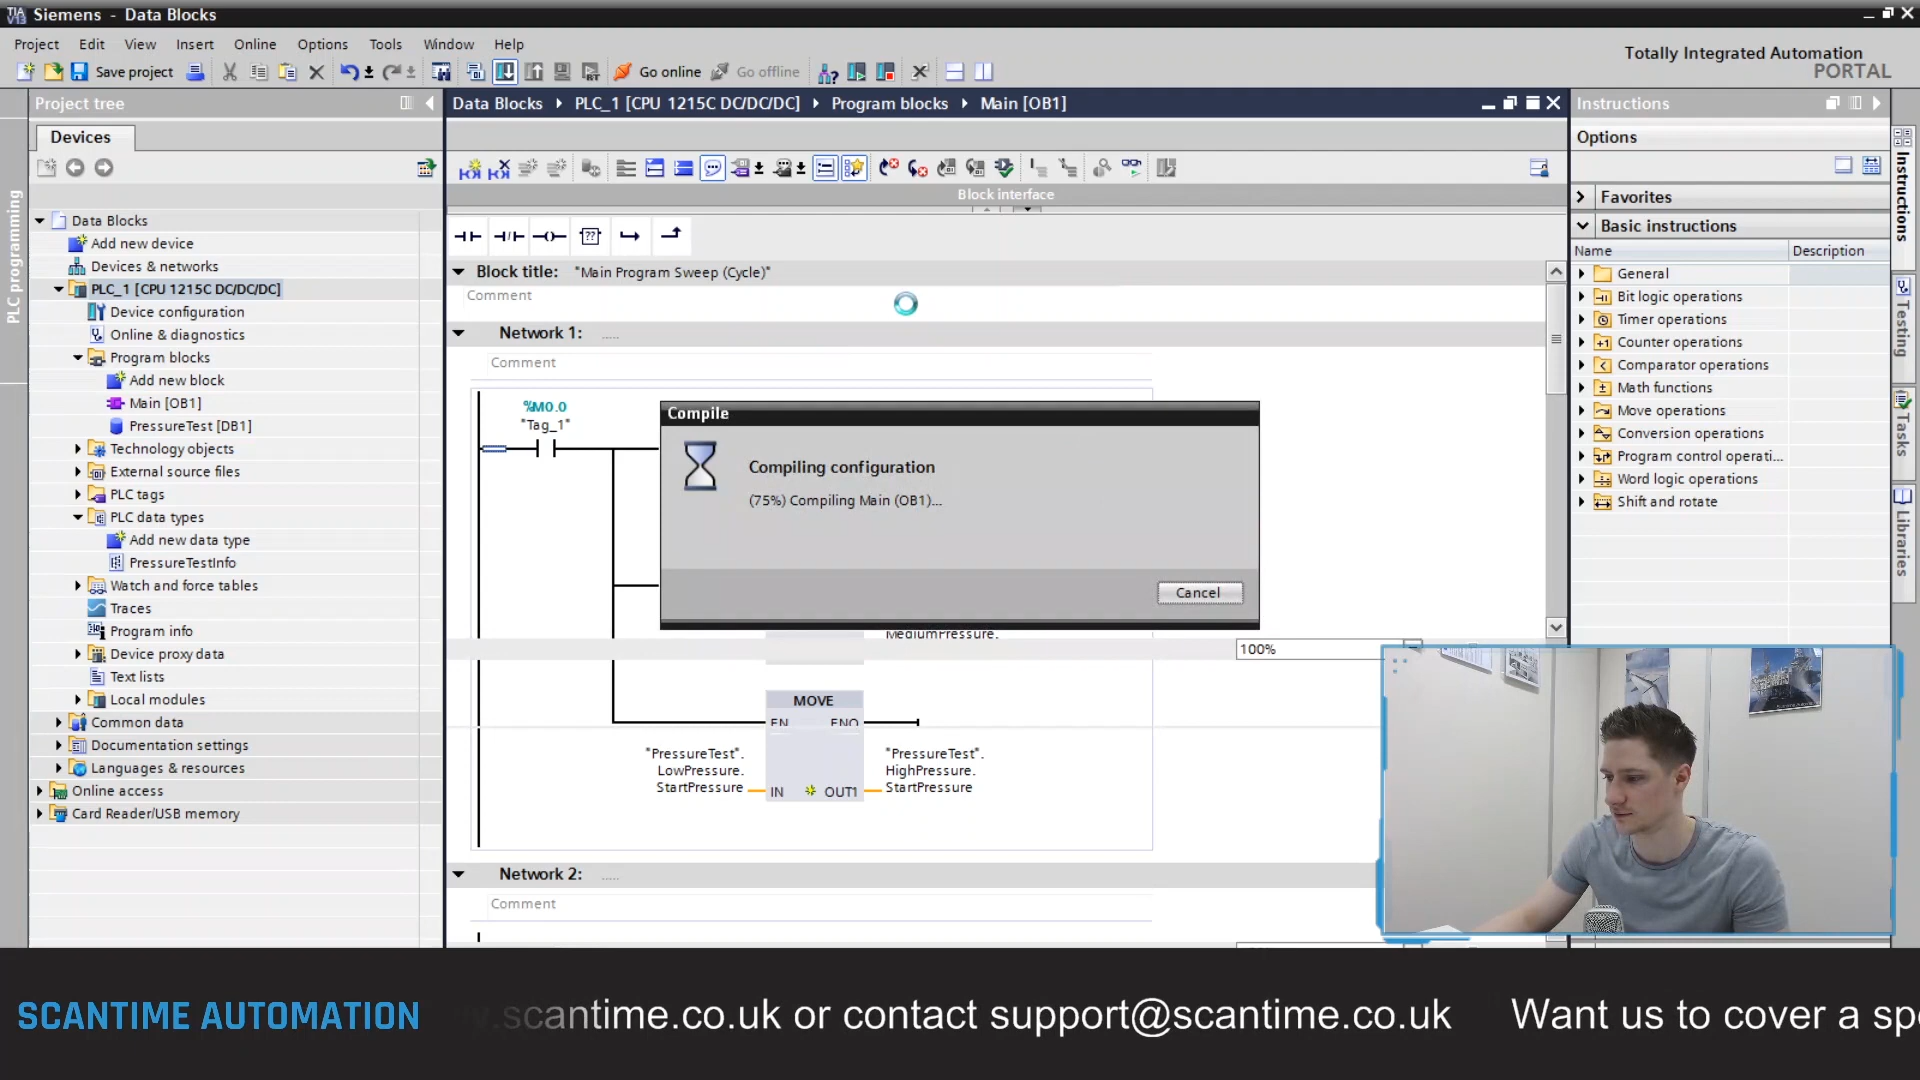 Siemens - Data Blocks
Project Edit View Insert Online Options Tools Window Help
Totally Integrated Automation
PORTAL
Save project Go online Go offline
Project tree
Data Blocks PLC_1 [CPU 1215C DC/DC/DC] Program blocks Main [OB1]
Instructions
Devices
Options
Block interface
PLC programming
Data Blocks
Add new device
Devices & networks
PLC_1 [CPU 1215C DC/DC/DC]
Device configuration
Online & diagnostics
Program blocks
Add new block
Main [OB1]
PressureTest [DB1]
Technology objects
External source files
PLC tags
PLC data types
Add new data type
PressureTestInfo
Watch and force tables
Traces
Program info
Device proxy data
Text lists
Local modules
Common data
Documentation settings
Languages & resources
Online access
Card Reader/USB memory
Block title: "Main Program Sweep (Cycle)"
Comment
Network 1: .....
Comment
%M0.0
"Tag_1"
Compile
Compiling configuration
(75%) Compiling Main (OB1)...
Cancel
MediumPressure.
100%
MOVE
EN ENO
"PressureTest".
LowPressure.
StartPressure
IN OUT1
"PressureTest".
HighPressure.
StartPressure
Network 2: .....
Comment
Favorites
Basic instructions
Name Description
General
Bit logic operations
Timer operations
Counter operations
Comparator operations
Math functions
Move operations
Conversion operations
Program control operati...
Word logic operations
Shift and rotate
Instructions
Testing
Tasks
Libraries
SCANTIME AUTOMATION
.scantime.co.uk or contact support@scantime.co.uk Want us to cover a sp